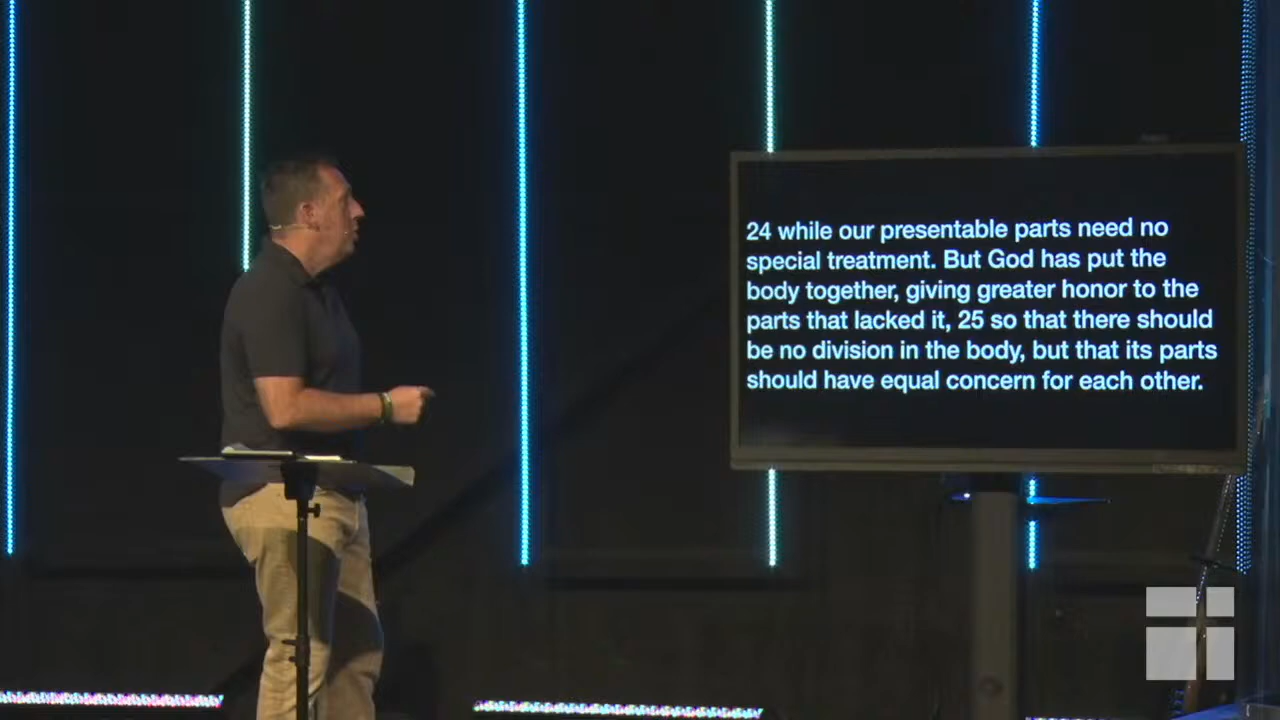 24 while our presentable parts need no
special treatment. But God has put the
body together, giving greater honor to the
parts that lacked it, 25 so that there should
be no division in the body, but that its parts
should have equal concern for each other.